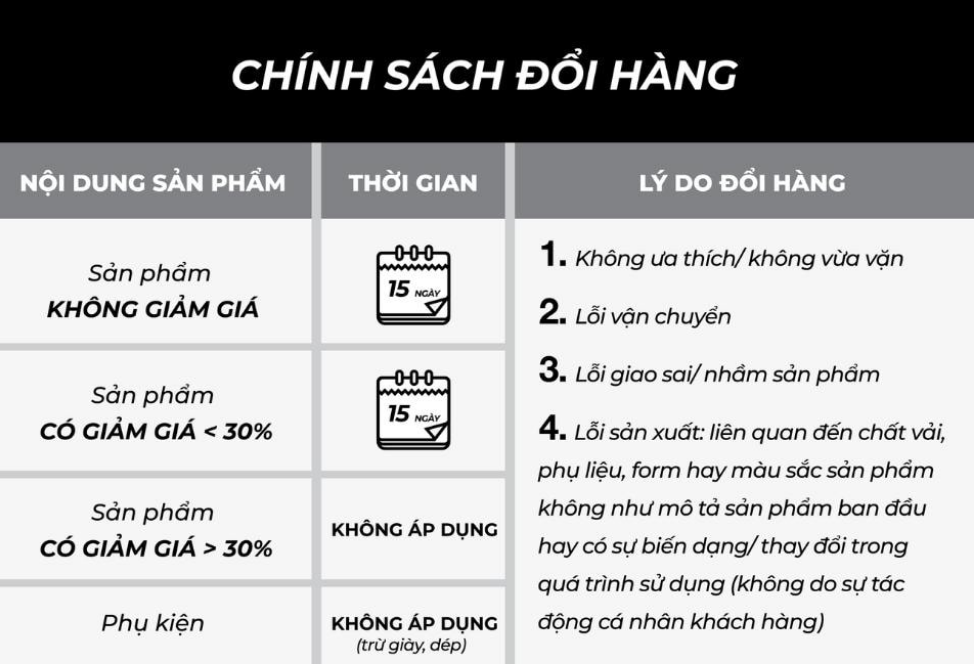 CHÍNH SÁCH ĐỔI HÀNG
NỘI DUNG SẢN PHẨM
THỜI GIAN
LÝ DO ĐỔI HÀNG
Sản phẩm
KHÔNG GIẢM GIÁ
15 NGÀY
Sản phẩm
CÓ GIẢM GIÁ < 30%
15 NGÀY
Sản phẩm
CÓ GIẢM GIÁ > 30%
KHÔNG ÁP DỤNG
Phụ kiện
KHÔNG ÁP DỤNG
(trừ giày, dép)
1. Không ưa thích/ không vừa vặn
2. Lỗi vận chuyển
3. Lỗi giao sai/ nhầm sản phẩm
4. Lỗi sản xuất: liên quan đến chất vải,
phụ liệu, form hay màu sắc sản phẩm
không như mô tả sản phẩm ban đầu
hay có sự biến dạng/ thay đổi trong
quá trình sử dụng (không do sự tác
động cá nhân khách hàng)